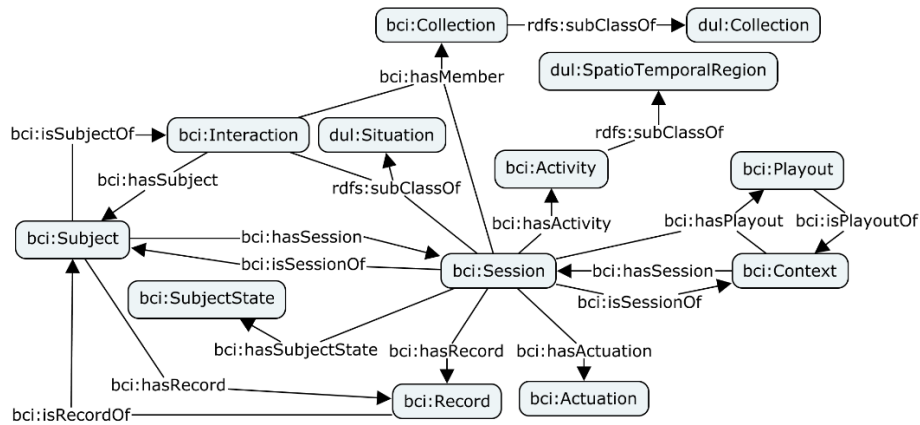 bci:Collection
rdfs:subClassOf
dul:Collection
bci:hasMember
dul:SpatioTemporalRegion
bci:isSubjectOf
bci:Interaction
dul:Situation
rdfs:subClassOf
bci:hasSubject
rdfs:subClassOf
bci:Activity
bci:Playout
bci:Subject
bci:hasSession
bci:hasActivity
bci:hasPlayout
bci:isPlayoutOf
bci:isSessionOf
bci:Session
bci:hasSession
bci:Context
bci:SubjectState
bci:isSessionOf
bci:hasSubjectState
bci:hasRecord
bci:hasActuation
bci:hasRecord
bci:isRecordOf
bci:Record
bci:Actuation